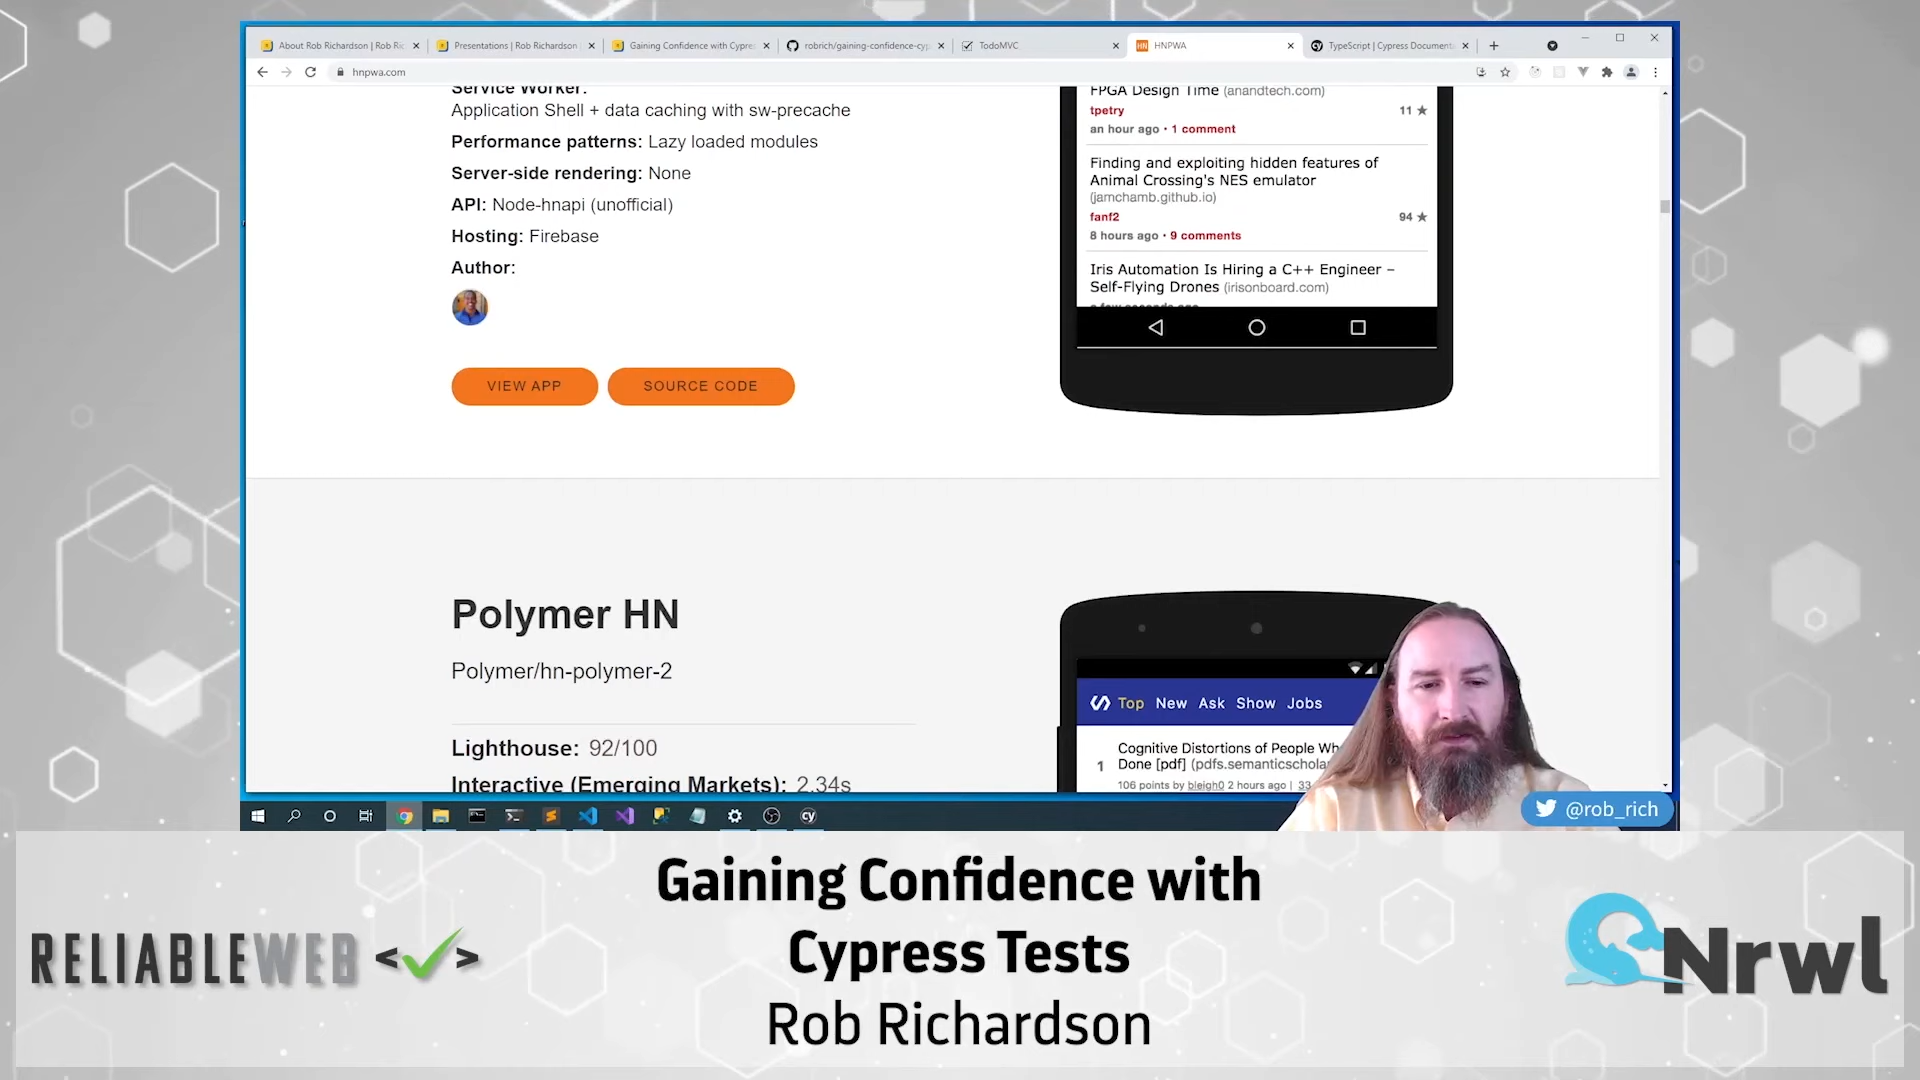 About Rob Richardson | Rob Ric
Presentations | Rob Richardson
Gaining Confidence with Cypre
robrich/gaining-confidence-cyp
TodoMVC
HNPWA
TypeScript | Cypress Document
hnpwa.com
Service Worker:
Application Shell + data caching with sw-precache
Performance patterns: Lazy loaded modules
Server-side rendering: None
API: Node-hnapi (unofficial)
Hosting: Firebase
Author:
VIEW APP
SOURCE CODE
FPGA Design Time (anandtech.com)
tpetry
11 ★
an hour ago • 1 comment
Finding and exploiting hidden features of
Animal Crossing's NES emulator
(jamchamb.github.io)
fanf2
94 ★
8 hours ago • 9 comments
Iris Automation Is Hiring a C++ Engineer –
Self-Flying Drones (irisonboard.com)
a few seconds ago
Polymer HN
Polymer/hn-polymer-2
Lighthouse: 92/100
Interactive (Emerging Markets): 2.34s
Top New Ask Show Jobs
1
Cognitive Distortions of People Wh
Done [pdf] (pdfs.semanticschola
106 points by bleigh0 2 hours ago | 33
@rob_rich
Gaining Confidence with
Cypress Tests
Rob Richardson
RELIABLEWEB <✓>
Nrwl